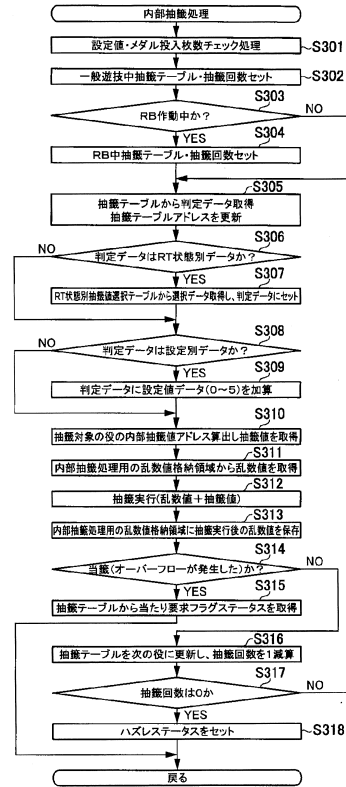 内部抽籤処理
設定値・メダル投入枚数チェック処理
S301
一般遊技中抽籤テーブル・抽籤回数セット
S302
S303
RB作動中か?
NO
YES
S304
RB中抽籤テーブル・抽籤回数セット
S305
抽籤テーブルから判定データ取得
抽籤テーブルアドレスを更新
S306
NO
判定データはRT状態別データか?
YES
S307
RT状態別抽籤値選択テーブルから選択データ取得し、判定データにセット
S308
NO
判定データは設定別データか?
YES
S309
判定データに設定値データ(0~5)を加算
S310
抽籤対象の役の内部抽籤値アドレス算出し抽籤値を取得
S311
内部抽籤処理用の乱数値格納領域から乱数値を取得
S312
抽籤実行(乱数値+抽籤値)
S313
内部抽籤処理用の乱数値格納領域に抽籤実行後の乱数値を保存
S314
当籤(オーバーフローが発生した)か?
NO
YES
S315
抽籤テーブルから当たり要求フラグステータスを取得
S316
抽籤テーブルを次の役に更新し、抽籤回数を1減算
S317
抽籤回数は0か
NO
YES
ハズレステータスをセット
S318
戻る